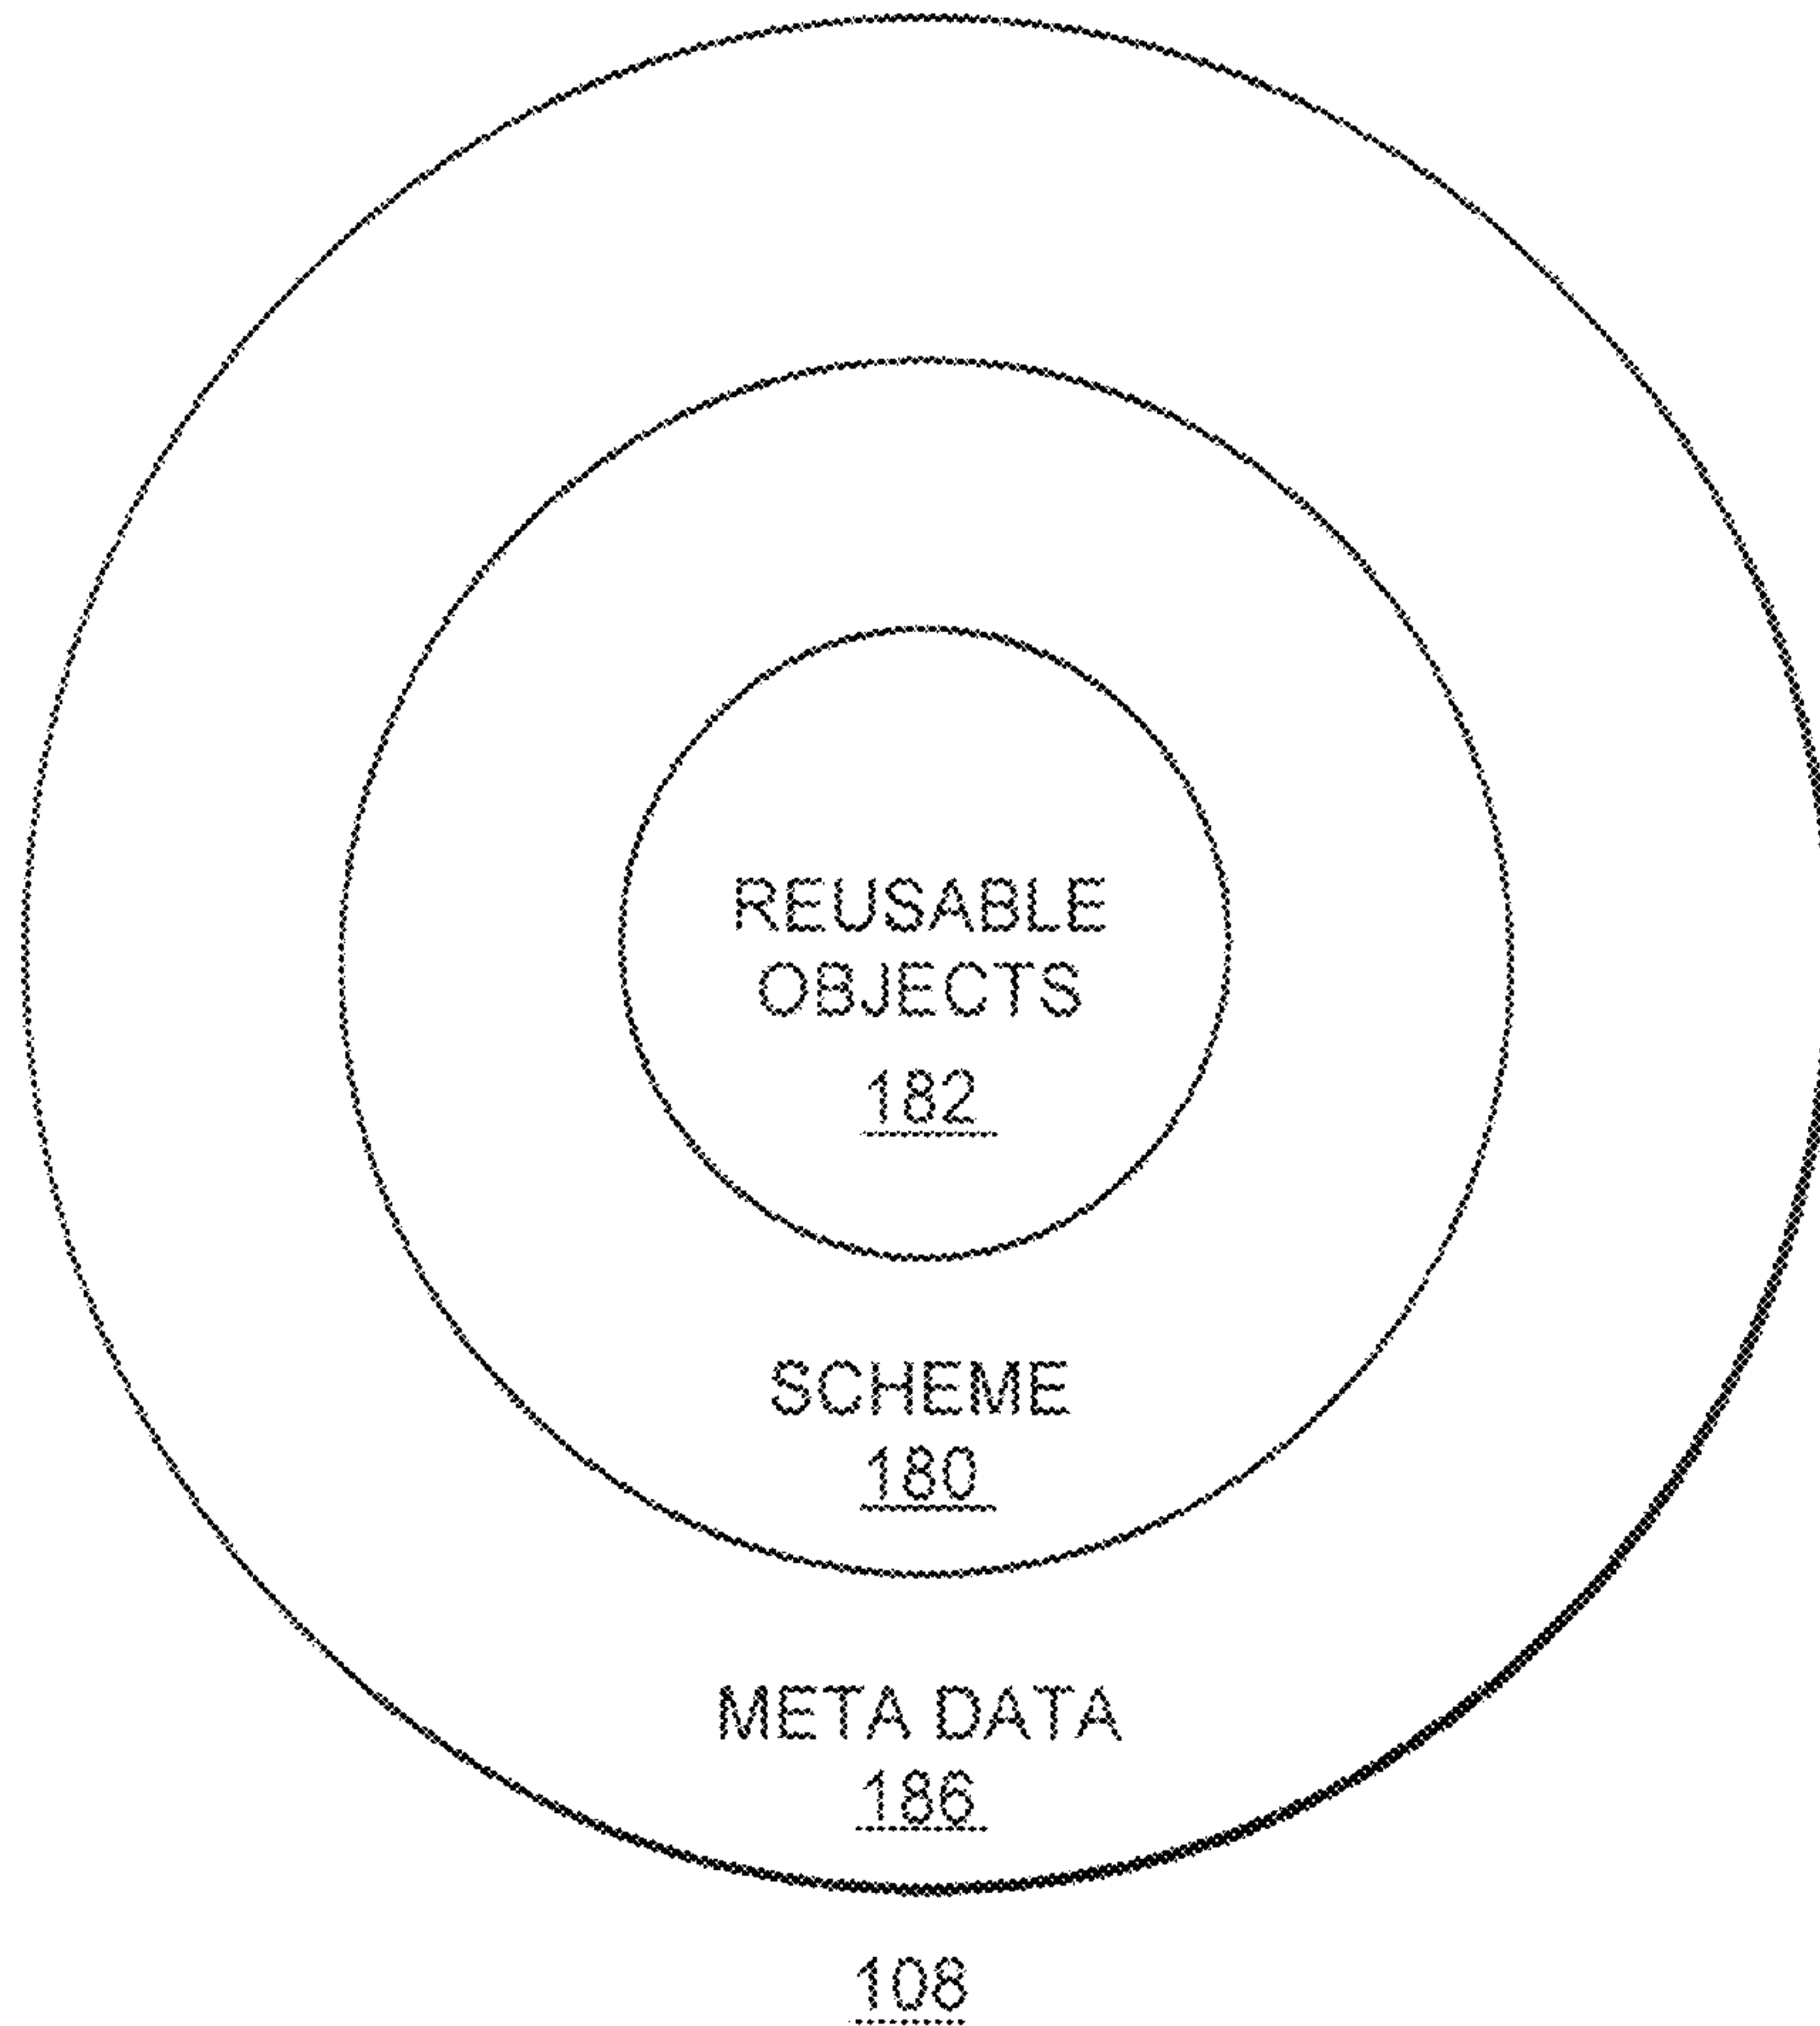 REUSABLE
OBJECTS
182
SCHEME
180
META DATA
186
108